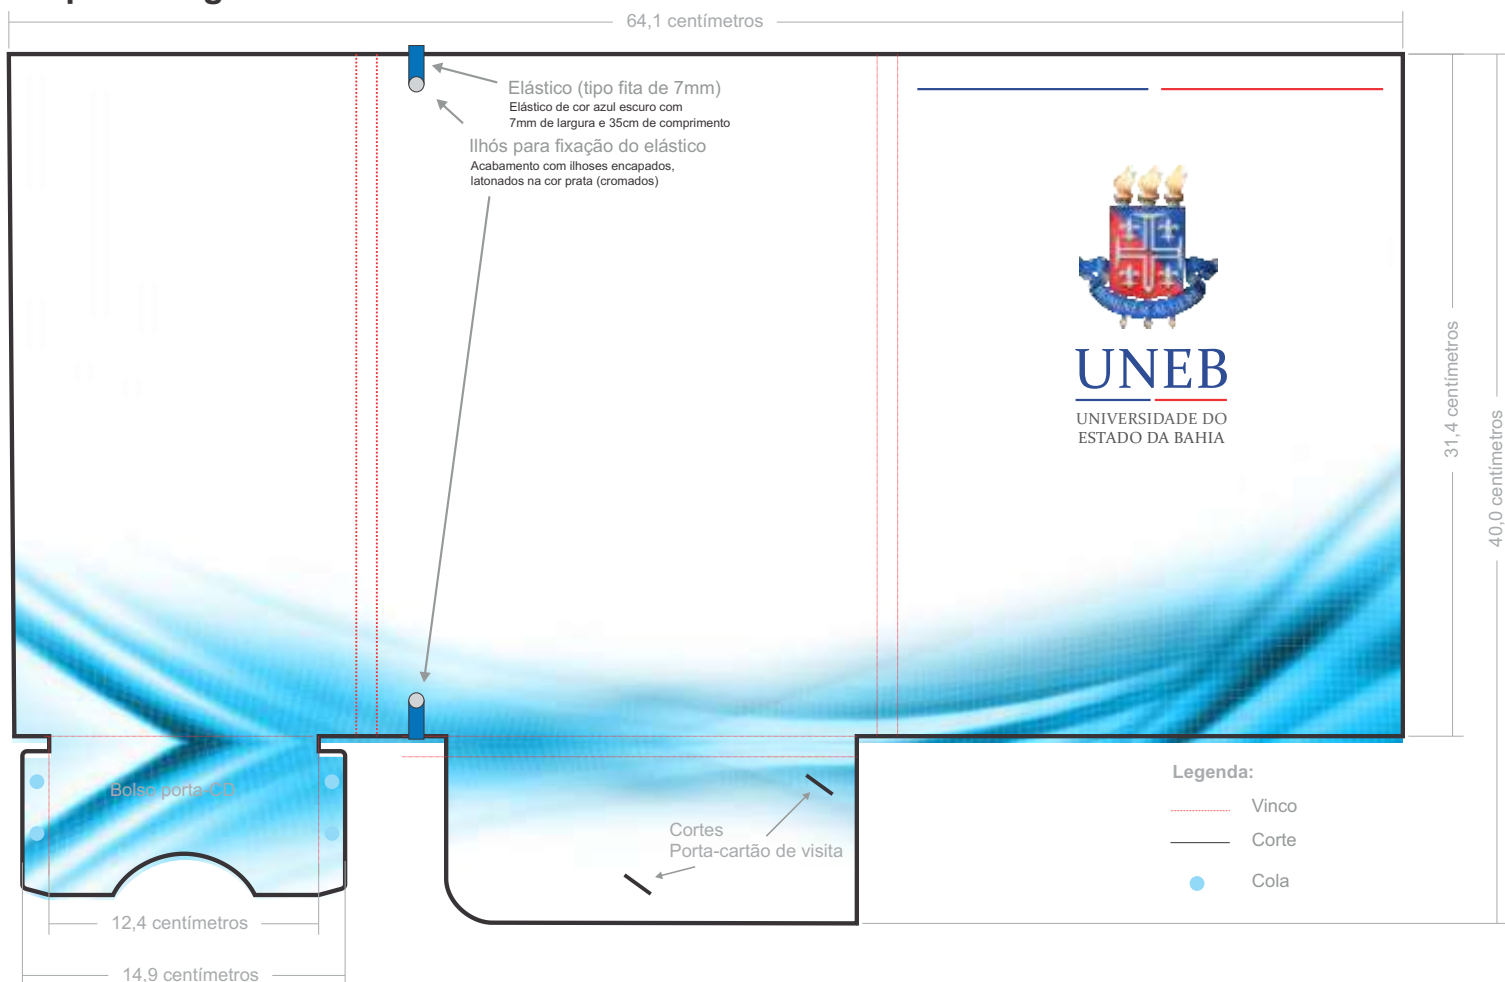 64,1 centímetros
Elástico (tipo fita de 7mm)
Elástico de cor azul escuro com
7mm de largura e 35cm de comprimento
Ilhós para fixação do elástico
Acabamento com ilhoses encapados,
latonados na cor prata (cromados)
UNEB
UNIVERSIDADE DO
ESTADO DA BAHIA
31,4 centímetros
40,0 centímetros
Bolso porta-CD
Cortes
Porta-cartão de visita
Legenda:
Vinco
Corte
Cola
12,4 centímetros
14,9 centímetros